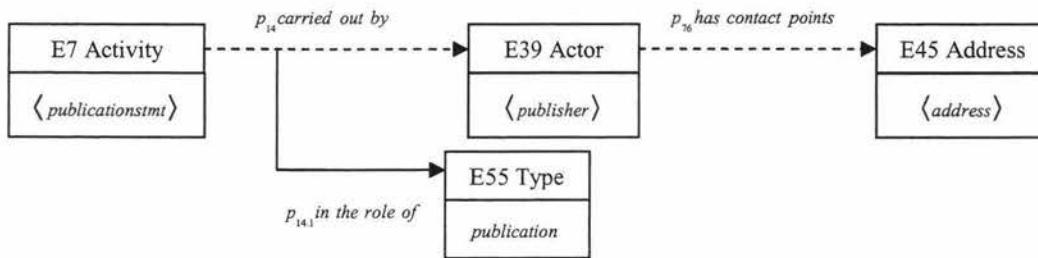 p14 carried out by
p76 has contact points
E7 Activity
E39 Actor
E45 Address
⟨publicationstmt⟩
⟨publisher⟩
⟨address⟩
E55 Type
p14.1 in the role of
publication